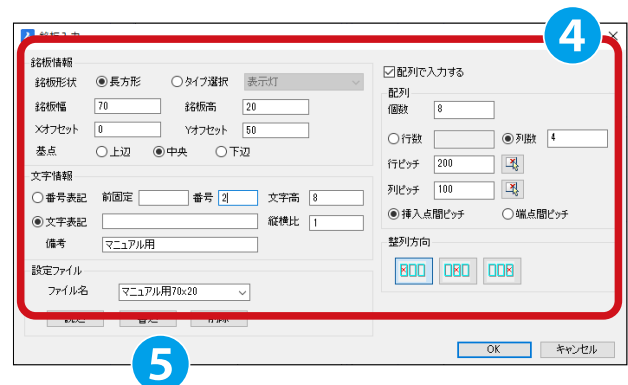 4
銘板情報
銘板形状 長方形 タイプ選択 表示灯
銘板幅 70 銘板高 20
Xオフセット 0 Yオフセット 50
基点 上辺 中央 下辺
文字情報
番号表記 前固定 番号 2 文字高 8
文字表記 縦横比 1
備考 マニュアル用
設定ファイル
ファイル名 マニュアル用70x20
削除
5
配列で入力する
配列
個数 8
行数 列数 4
行ピッチ 200
列ピッチ 100
挿入点間ピッチ 端点間ピッチ
整列方向
OK キャンセル